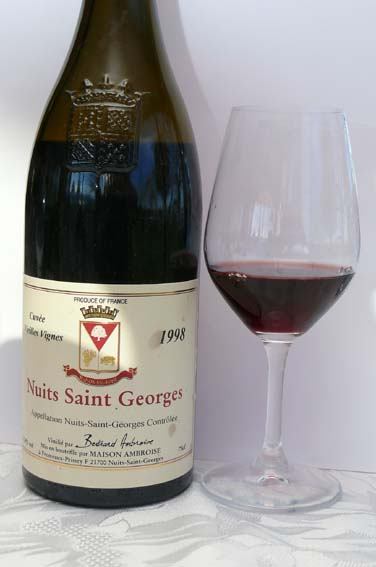 PRODUCE OF FRANCE
Cuvée
Vieilles Vignes
1998
Nuits Saint Georges
Appellation Nuits-Saint-Georges Contrôlée
Vinifié par Bertrand Ambroise
Mis en bouteille par MAISON AMBROISE
à Premeaux-Prissey F 21700 Nuits-Saint-Georges
75cl